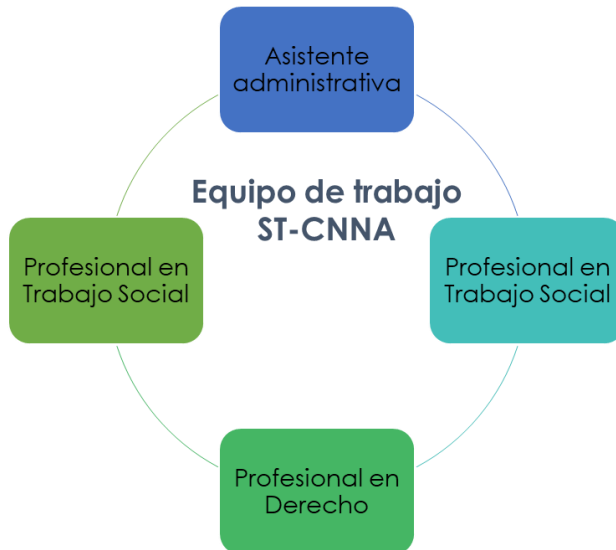 Asistente
administrativa
Equipo de trabajo
ST-CNNA
Profesional en
Trabajo Social
Profesional en
Trabajo Social
Profesional en
Derecho